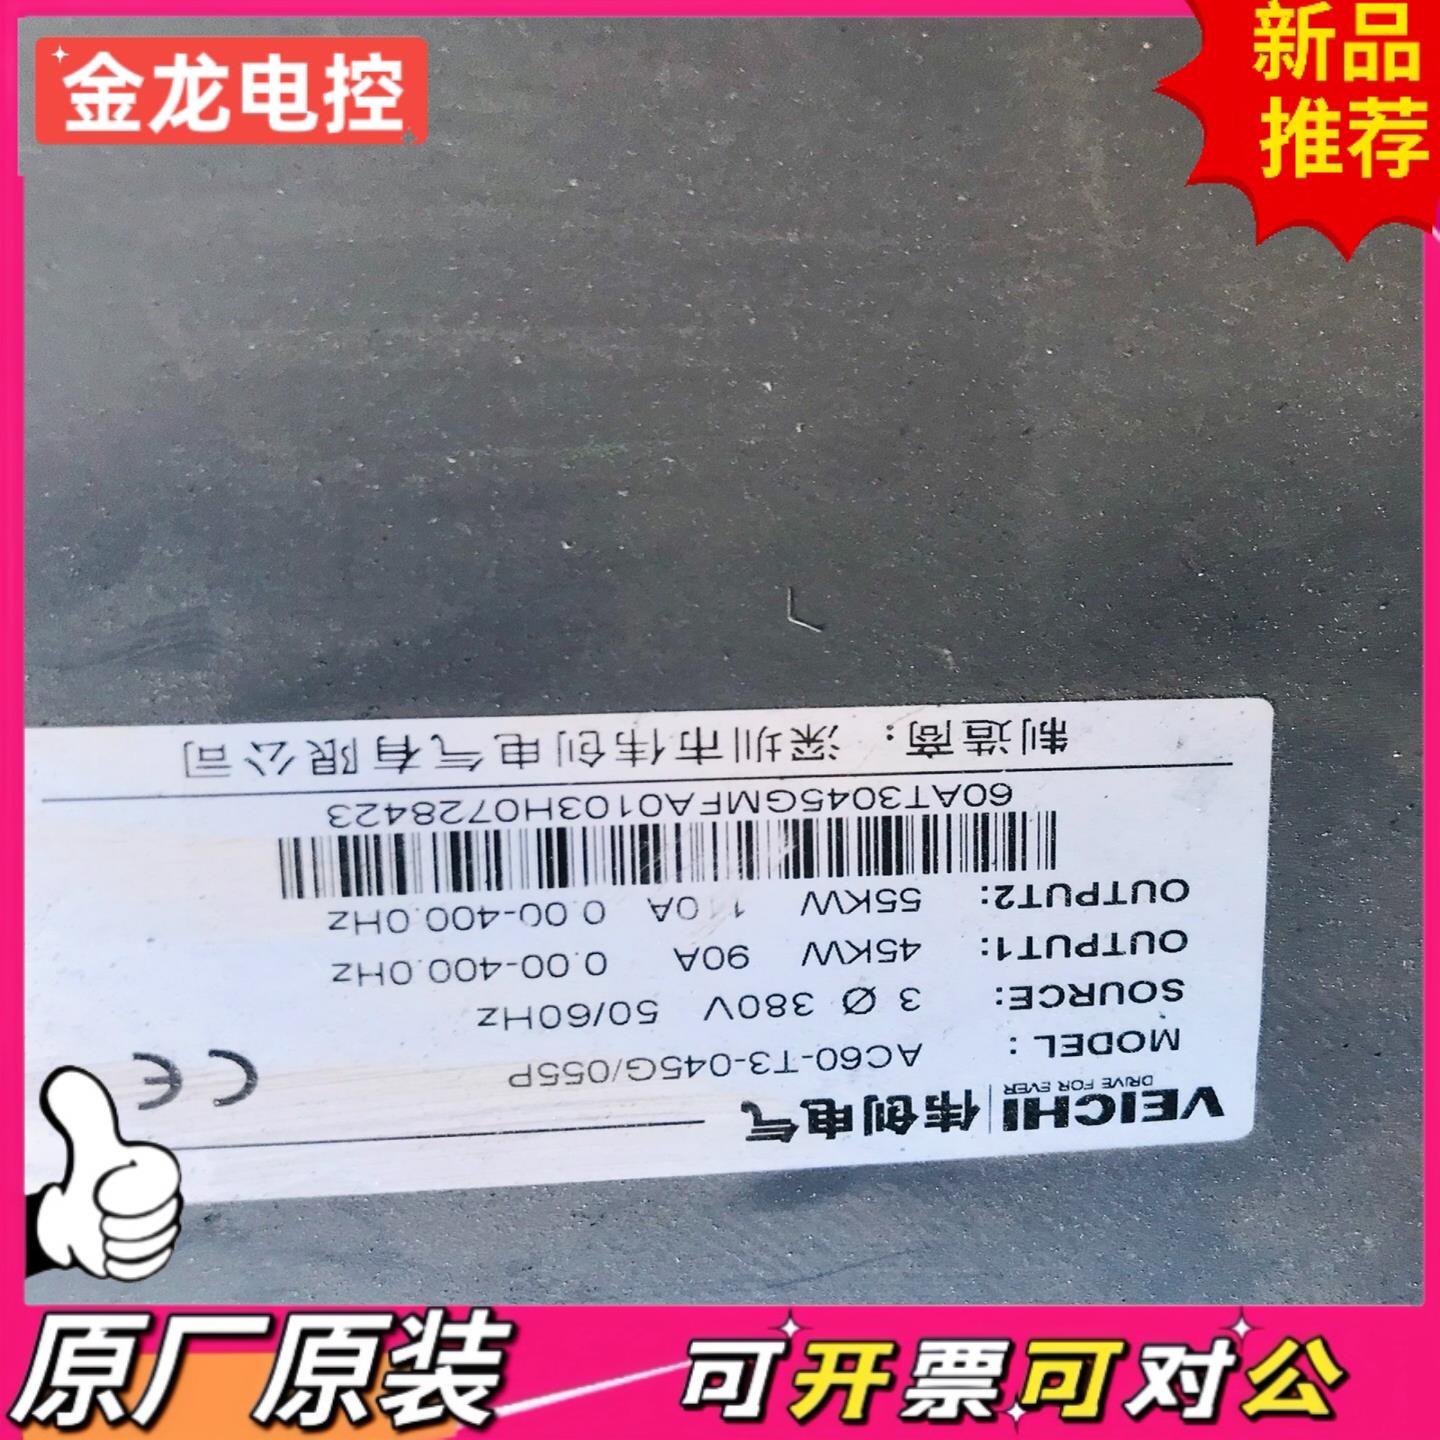 金龙电控
新品
推荐
VEICHI 伟创电气
DRIVE FOR EVER
MODEL: AC60-T3-045G/055P
SOURCE: 3 Ø 380V 50/60Hz
OUTPUT1: 45KW 90A 0.00-400.0Hz
OUTPUT2: 55KW 110A 0.00-400.0Hz
60AT3045GMFA0103H0728423
制造商：深圳市伟创电气有限公司
CE
原厂原装
可开票可对公